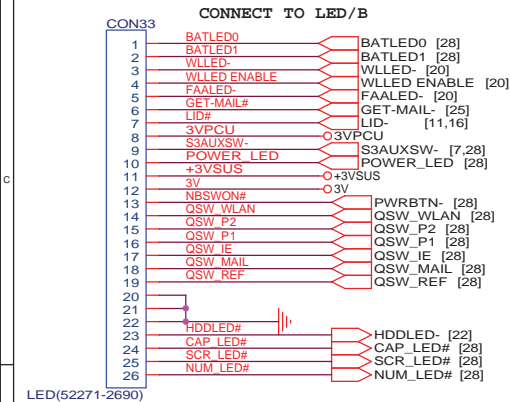 CONNECT TO LED/B
CON33
1 BATLED0 BATLED0 [28]
2 BATLED1 BATLED1 [28]
3 WLLED- WLLED- [20]
4 WLLED ENABLE WLLED ENABLE [20]
5 FAALED- FAALED- [20]
6 GET-MAIL# GET-MAIL- [25]
7 LID# LID- [11,16]
8 3VPCU 3VPCU
9 S3AUXSW- S3AUXSW- [7,28]
10 POWER_LED POWER_LED [28]
11 +3VSUS +3VSUS
12 3V 3V
13 NBSWON# PWRBTN- [28]
14 QSW_WLAN QSW_WLAN [28]
15 QSW_P2 QSW_P2 [28]
16 QSW_P1 QSW_P1 [28]
17 QSW_IE QSW_IE [28]
18 QSW_MAIL QSW_MAIL [28]
19 QSW_REF QSW_REF [28]
20
21
22
23 HDDLED# HDDLED- [22]
24 CAP_LED# CAP_LED# [28]
25 SCR_LED# SCR_LED# [28]
26 NUM_LED# NUM_LED# [28]
LED(52271-2690)
C